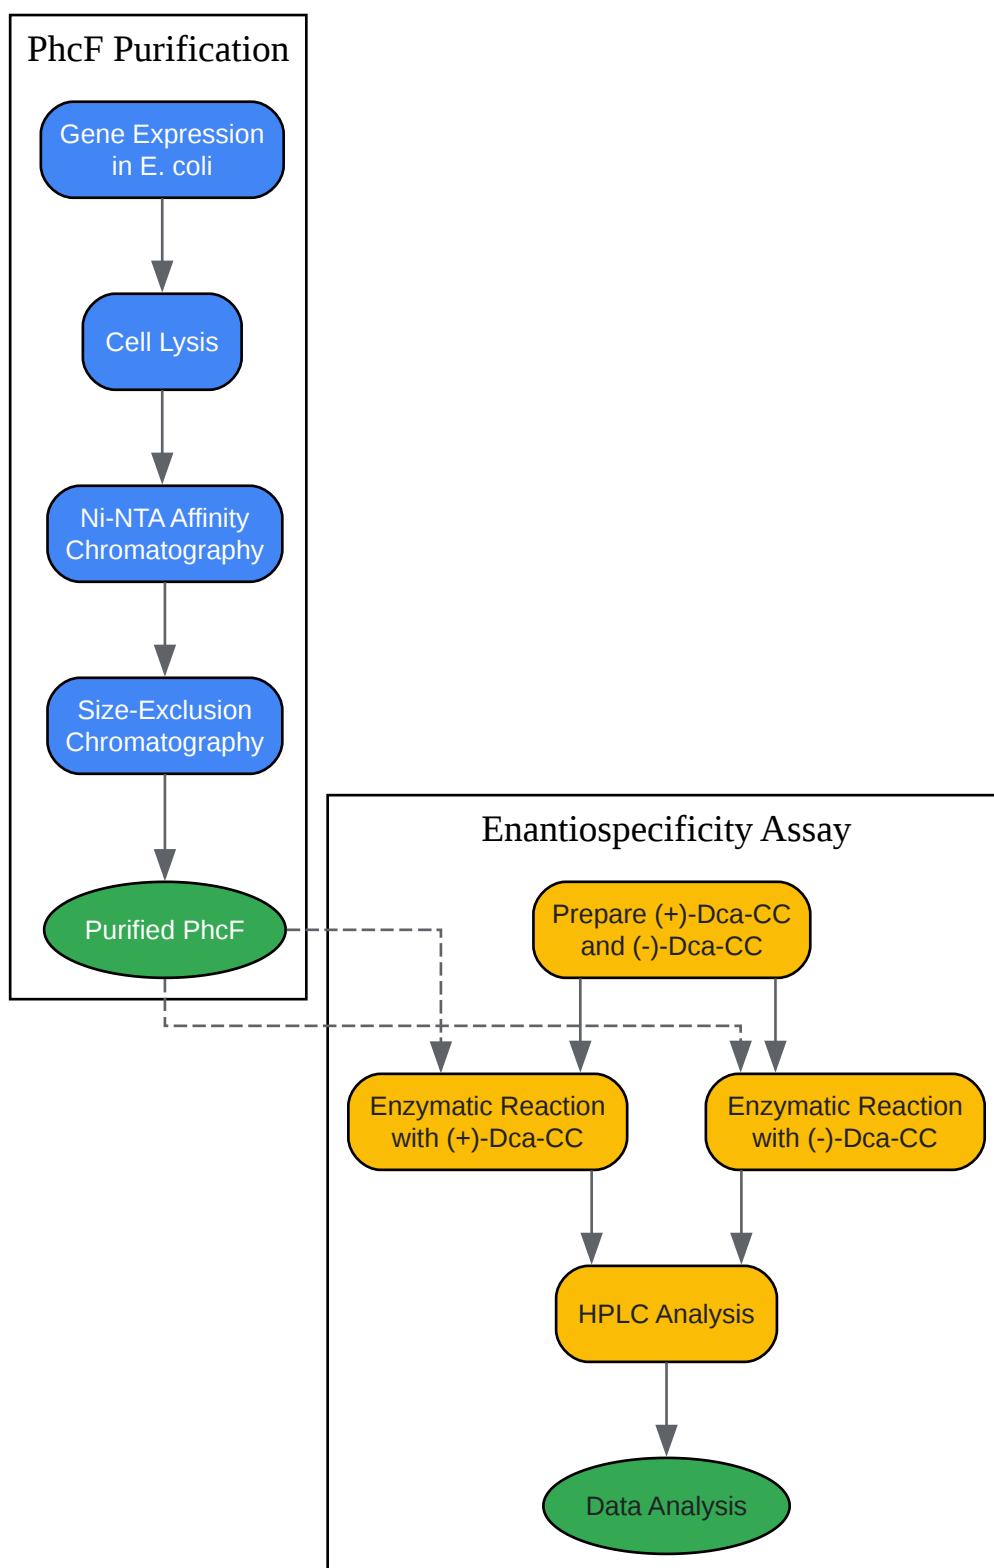 PhcF Purification
Gene Expression
in E. coli
Cell Lysis
Ni-NTA Affinity
Chromatography
Size-Exclusion
Chromatography
Purified PhcF
Enantiospecificity Assay
Prepare (+)-Dca-CC
and (-)-Dca-CC
Enzymatic Reaction
with (+)-Dca-CC
Enzymatic Reaction
with (-)-Dca-CC
HPLC Analysis
Data Analysis